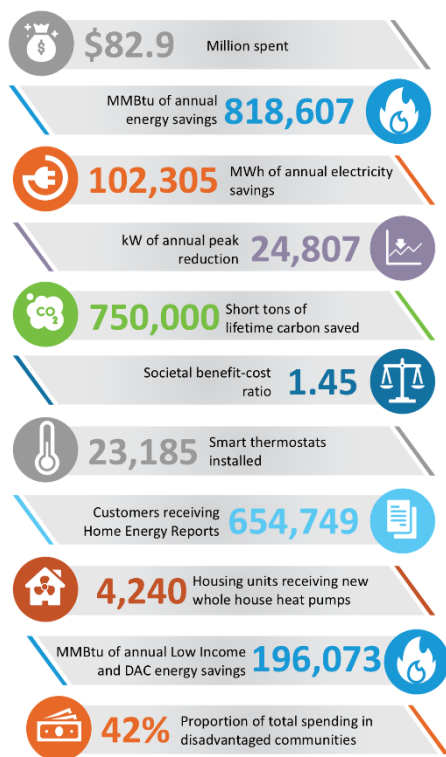 $82.9 Million spent
MMBtu of annual
energy savings 818,607
102,305 MWh of annual electricity
savings
kW of annual peak
reduction 24,807
CO2
750,000 Short tons of
lifetime carbon saved
Societal benefit-cost
ratio 1.45
23,185 Smart thermostats
installed
Customers receiving
Home Energy Reports 654,749
4,240 Housing units receiving new
whole house heat pumps
MMBtu of annual Low Income
and DAC energy savings 196,073
42% Proportion of total spending in
disadvantaged communities